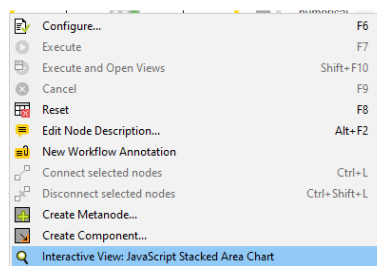 numerical
Configure... F6
Execute F7
Execute and Open Views Shift+F10
Cancel F9
Reset F8
Edit Node Description... Alt+F2
New Workflow Annotation
Connect selected nodes Ctrl+L
Disconnect selected nodes Ctrl+Shift+L
Create Metanode...
Create Component...
Interactive View: JavaScript Stacked Area Chart